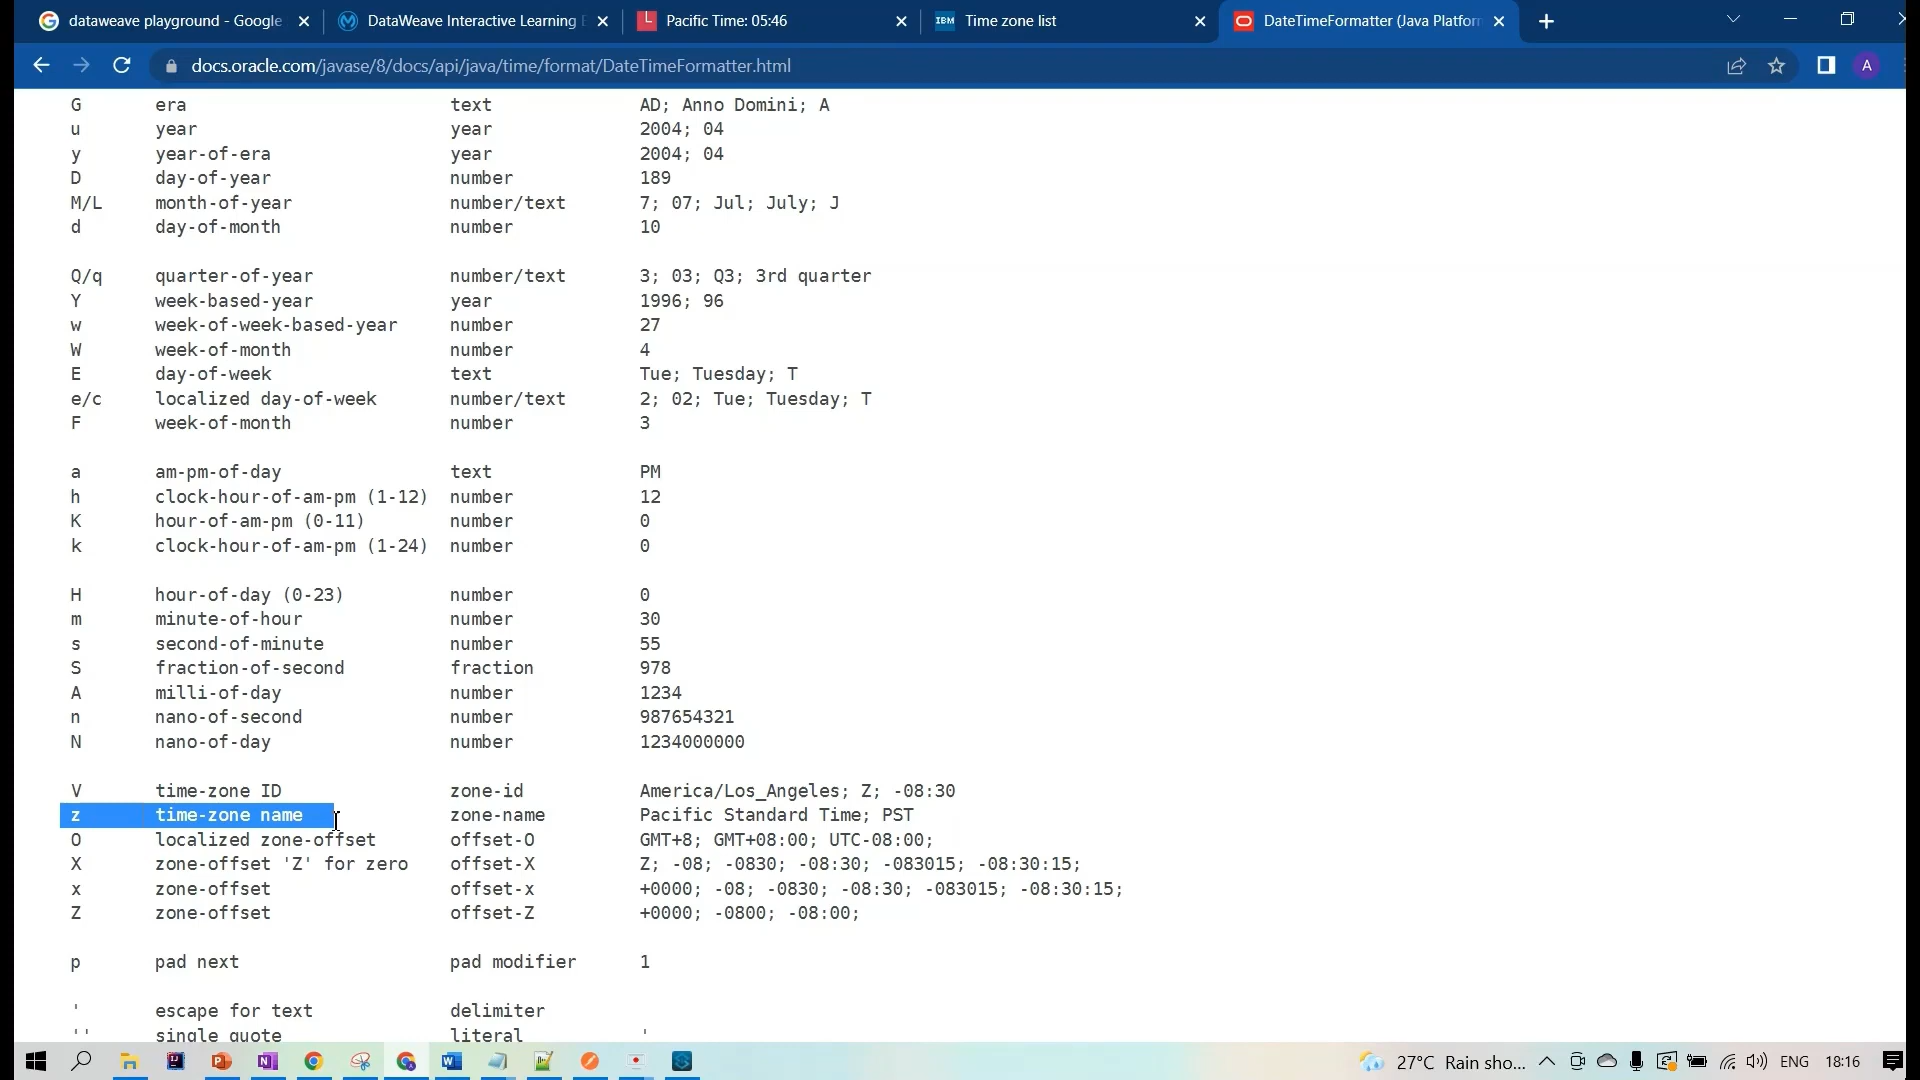 dataweave playground - Google
DataWeave Interactive Learning E
Pacific Time: 05:46
IBM
Time zone list
DateTimeFormatter (Java Platforr
docs.oracle.com/javase/8/docs/api/java/time/format/DateTimeFormatter.html
A
G era text AD; Anno Domini; A
u year year 2004; 04
y year-of-era year 2004; 04
D day-of-year number 189
M/L month-of-year number/text 7; 07; Jul; July; J
d day-of-month number 10
Q/q quarter-of-year number/text 3; 03; Q3; 3rd quarter
Y week-based-year year 1996; 96
w week-of-week-based-year number 27
W week-of-month number 4
E day-of-week text Tue; Tuesday; T
e/c localized day-of-week number/text 2; 02; Tue; Tuesday; T
F week-of-month number 3
a am-pm-of-day text PM
h clock-hour-of-am-pm (1-12) number 12
K hour-of-am-pm (0-11) number 0
k clock-hour-of-am-pm (1-24) number 0
H hour-of-day (0-23) number 0
m minute-of-hour number 30
s second-of-minute number 55
S fraction-of-second fraction 978
A milli-of-day number 1234
n nano-of-second number 987654321
N nano-of-day number 1234000000
V time-zone ID zone-id America/Los_Angeles; Z; -08:30
z time-zone name zone-name Pacific Standard Time; PST
O localized zone-offset offset-O GMT+8; GMT+08:00; UTC-08:00;
X zone-offset 'Z' for zero offset-X Z; -08; -0830; -08:30; -083015; -08:30:15;
x zone-offset offset-x +0000; -08; -0830; -08:30; -083015; -08:30:15;
Z zone-offset offset-Z +0000; -0800; -08:00;
p pad next pad modifier 1
' escape for text delimiter
'' single quote literal '
27°C Rain sho...
ENG
18:16